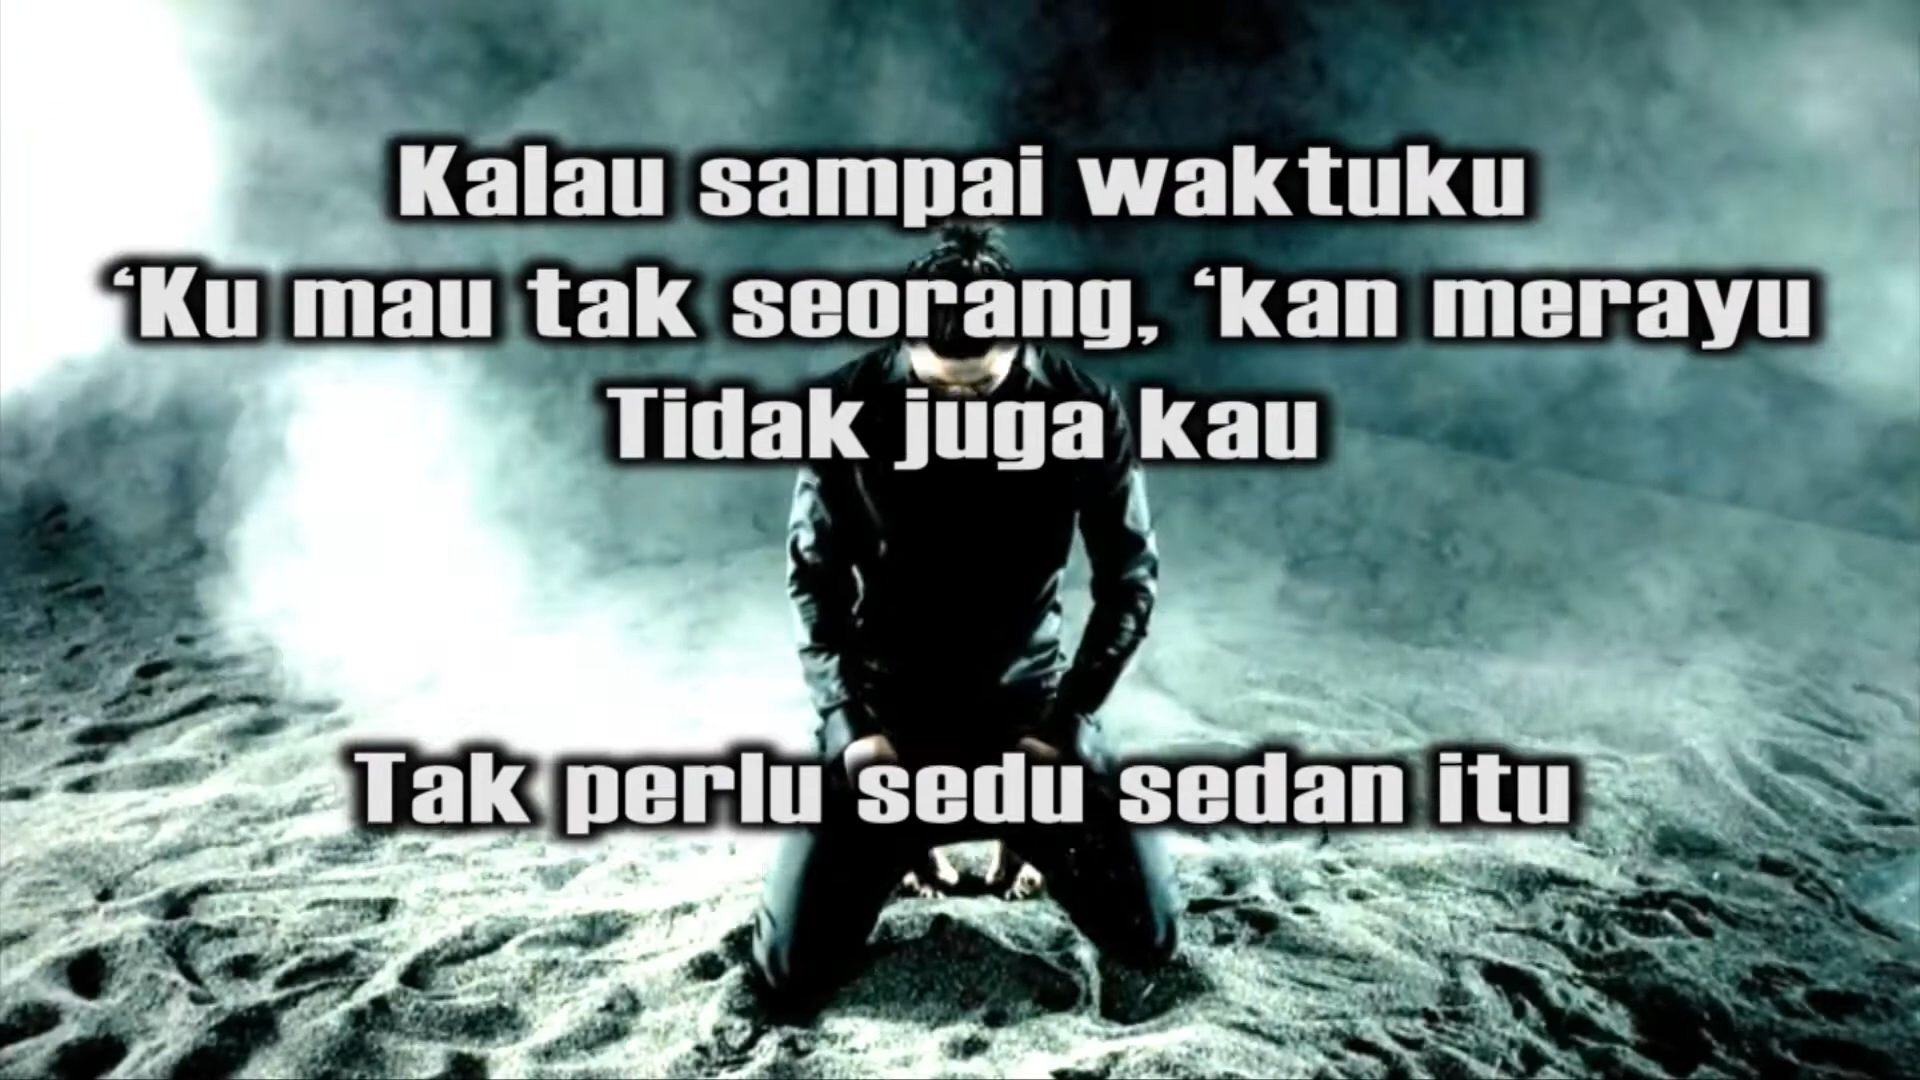 Kalau sampai waktuku
‘Ku mau tak seorang, ‘kan merayu
Tidak juga kau
Tak perlu sedu sedan itu